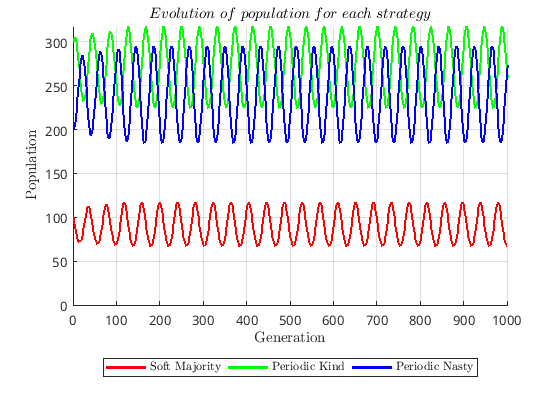 Evolution of population for each strategy
Population
300
250
200
150
100
50
0
0 100 200 300 400 500 600 700 800 900 1000
Generation
Soft Majority Periodic Kind Periodic Nasty